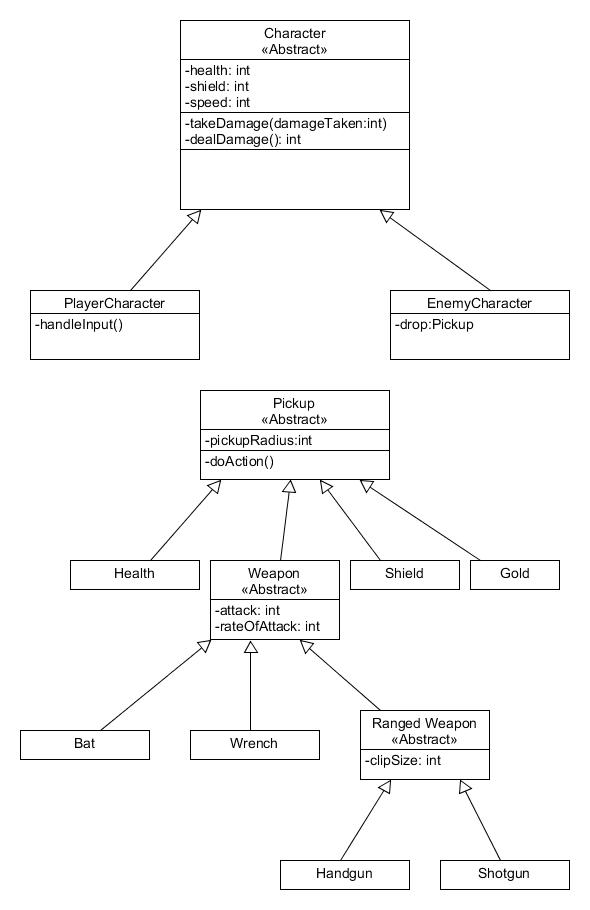 Character
«Abstract»
-health: int
-shield: int
-speed: int
-takeDamage(damageTaken:int)
-dealDamage(): int
PlayerCharacter
-handleInput()
EnemyCharacter
-drop:Pickup
Pickup
«Abstract»
-pickupRadius:int
-doAction()
Health
Weapon
«Abstract»
-attack: int
-rateOfAttack: int
Shield
Gold
Bat
Wrench
Ranged Weapon
«Abstract»
-clipSize: int
Handgun
Shotgun